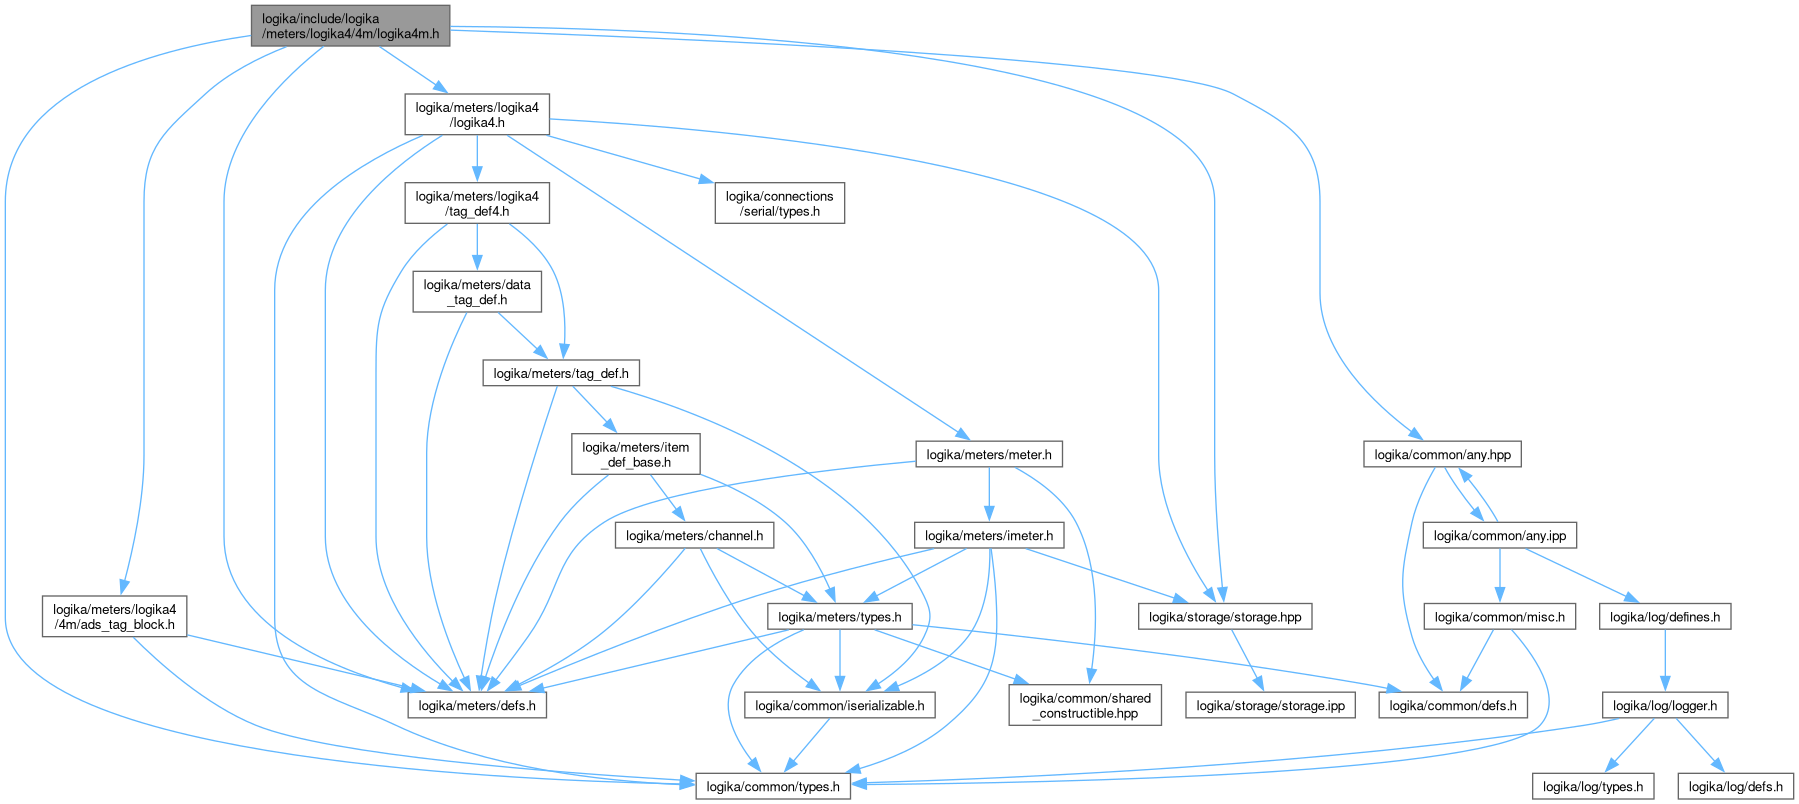 logika/include/logika
/meters/logika4/4m/logika4m.h
logika/meters/logika4
/logika4.h
logika/meters/logika4
/tag_def4.h
logika/connections
/serial/types.h
logika/meters/data
_tag_def.h
logika/meters/tag_def.h
logika/meters/item
_def_base.h
logika/meters/meter.h
logika/common/any.hpp
logika/meters/channel.h
logika/meters/imeter.h
logika/common/any.ipp
logika/meters/logika4
/4m/ads_tag_block.h
logika/meters/types.h
logika/storage/storage.hpp
logika/common/misc.h
logika/log/defines.h
logika/meters/defs.h
logika/common/iserializable.h
logika/common/shared
_constructible.hpp
logika/storage/storage.ipp
logika/common/defs.h
logika/log/logger.h
logika/common/types.h
logika/log/types.h
logika/log/defs.h